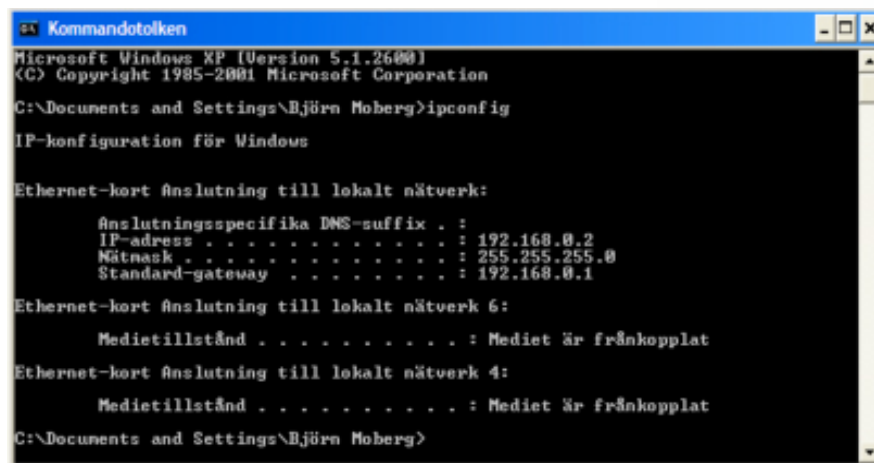 Kommandotolken
Microsoft Windows XP [Version 5.1.2600]
(C) Copyright 1985-2001 Microsoft Corporation
C:\Documents and Settings\Björn Moberg>ipconfig
IP-konfiguration för Windows
Ethernet-kort Anslutning till lokalt nätverk:
Anslutningsspecifika DNS-suffix . :
IP-adress . . . . . . . . . . . . : 192.168.0.2
Nätmask . . . . . . . . . . . . . : 255.255.255.0
Standard-gateway . . . . . . . . : 192.168.0.1
Ethernet-kort Anslutning till lokalt nätverk 6:
Medietillstånd . . . . . . . . . . . : Mediet är frånkopplat
Ethernet-kort Anslutning till lokalt nätverk 4:
Medietillstånd . . . . . . . . . . . : Mediet är frånkopplat
C:\Documents and Settings\Björn Moberg>